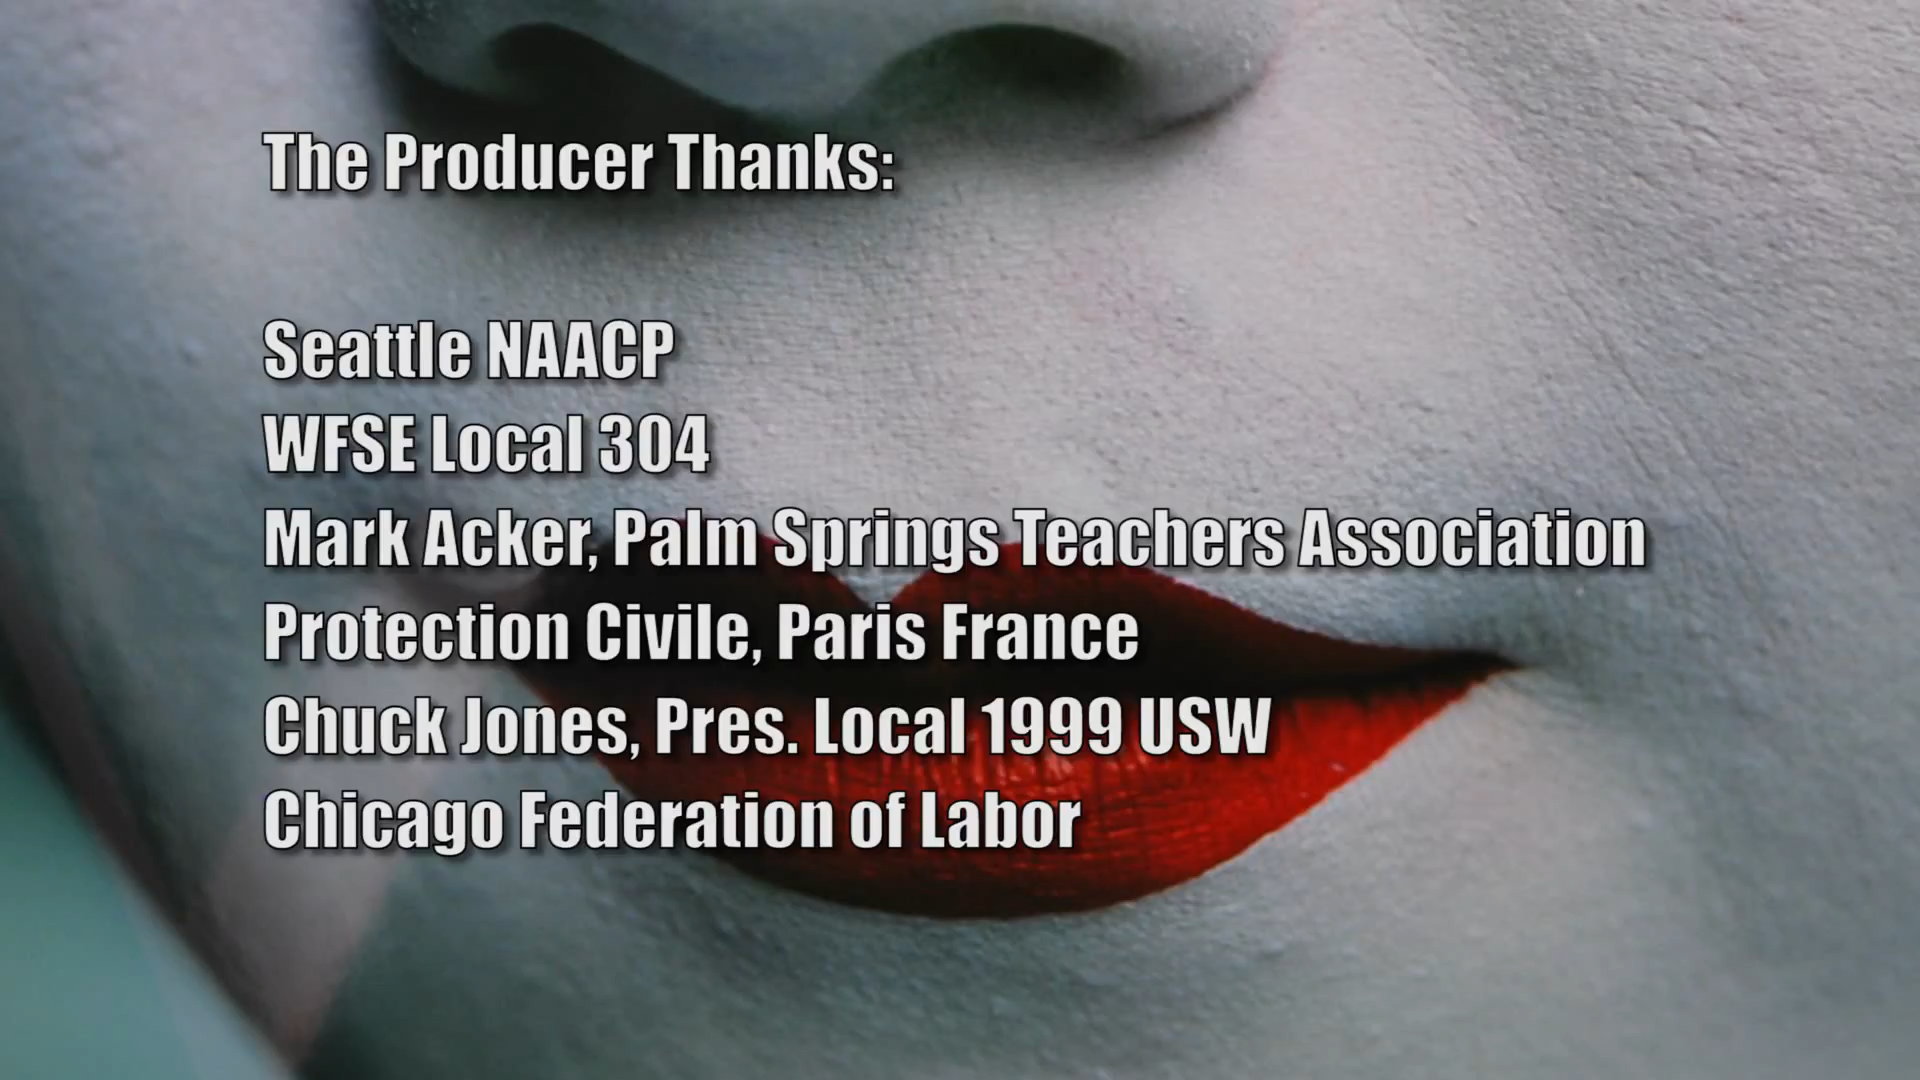 The Producer Thanks:
Seattle NAACP
WFSE Local 304
Mark Acker, Palm Springs Teachers Association
Protection Civile, Paris France
Chuck Jones, Pres. Local 1999 USW
Chicago Federation of Labor